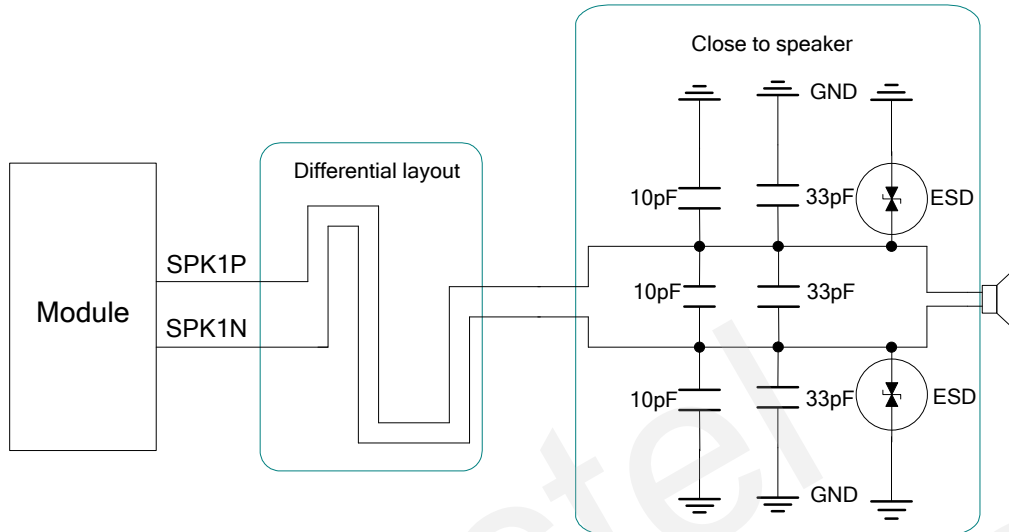 Close to speaker
GND
Differential layout
10pF
33pF
ESD
SPK1P
10pF
33pF
Module
SPK1N
10pF
33pF
ESD
GND